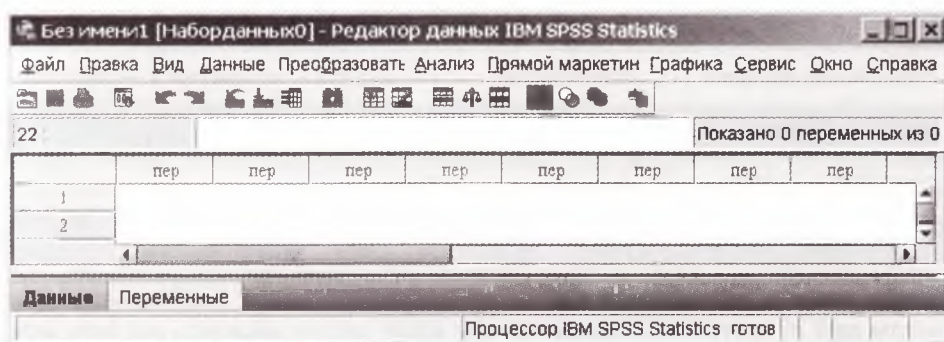 Без имени1 [Наборданных0] - Редактор данных IBM SPSS Statistics
Файл Правка Вид Данные Преобразовать Анализ Прямой маркетин Графика Сервис Окно Справка
22 Показано 0 переменных из 0
пер пер пер пер пер пер пер пер
1
2
Данные Переменные
Процессор IBM SPSS Statistics готов